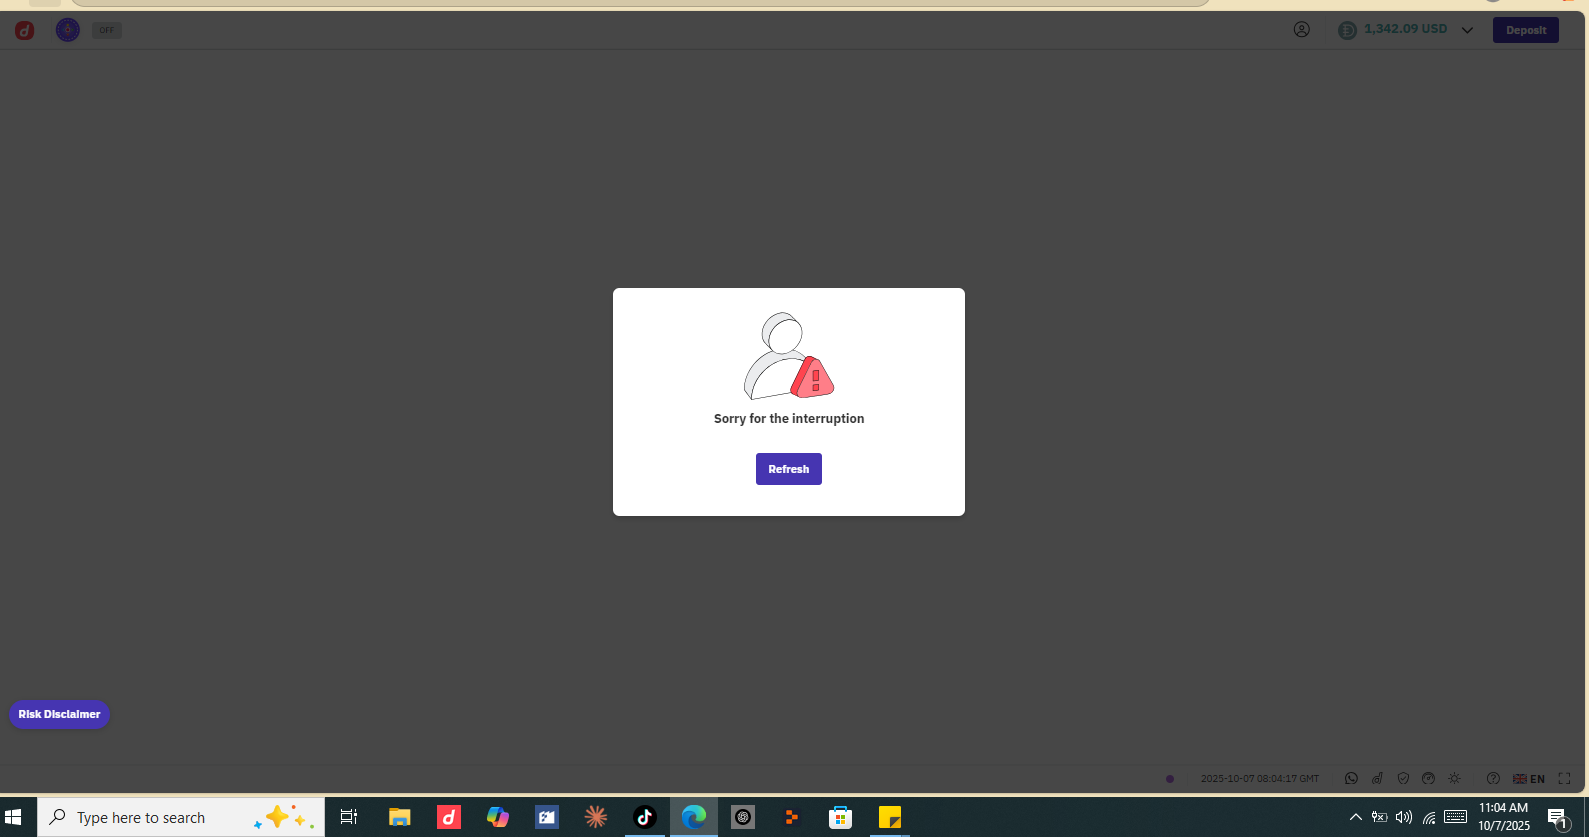 d
OFF
1,342.09 USD
Deposit
Sorry for the interruption
Refresh
Risk Disclaimer
2025-10-07 08:04:17 GMT
EN
Type here to search
d
11:04 AM
10/7/2025
1